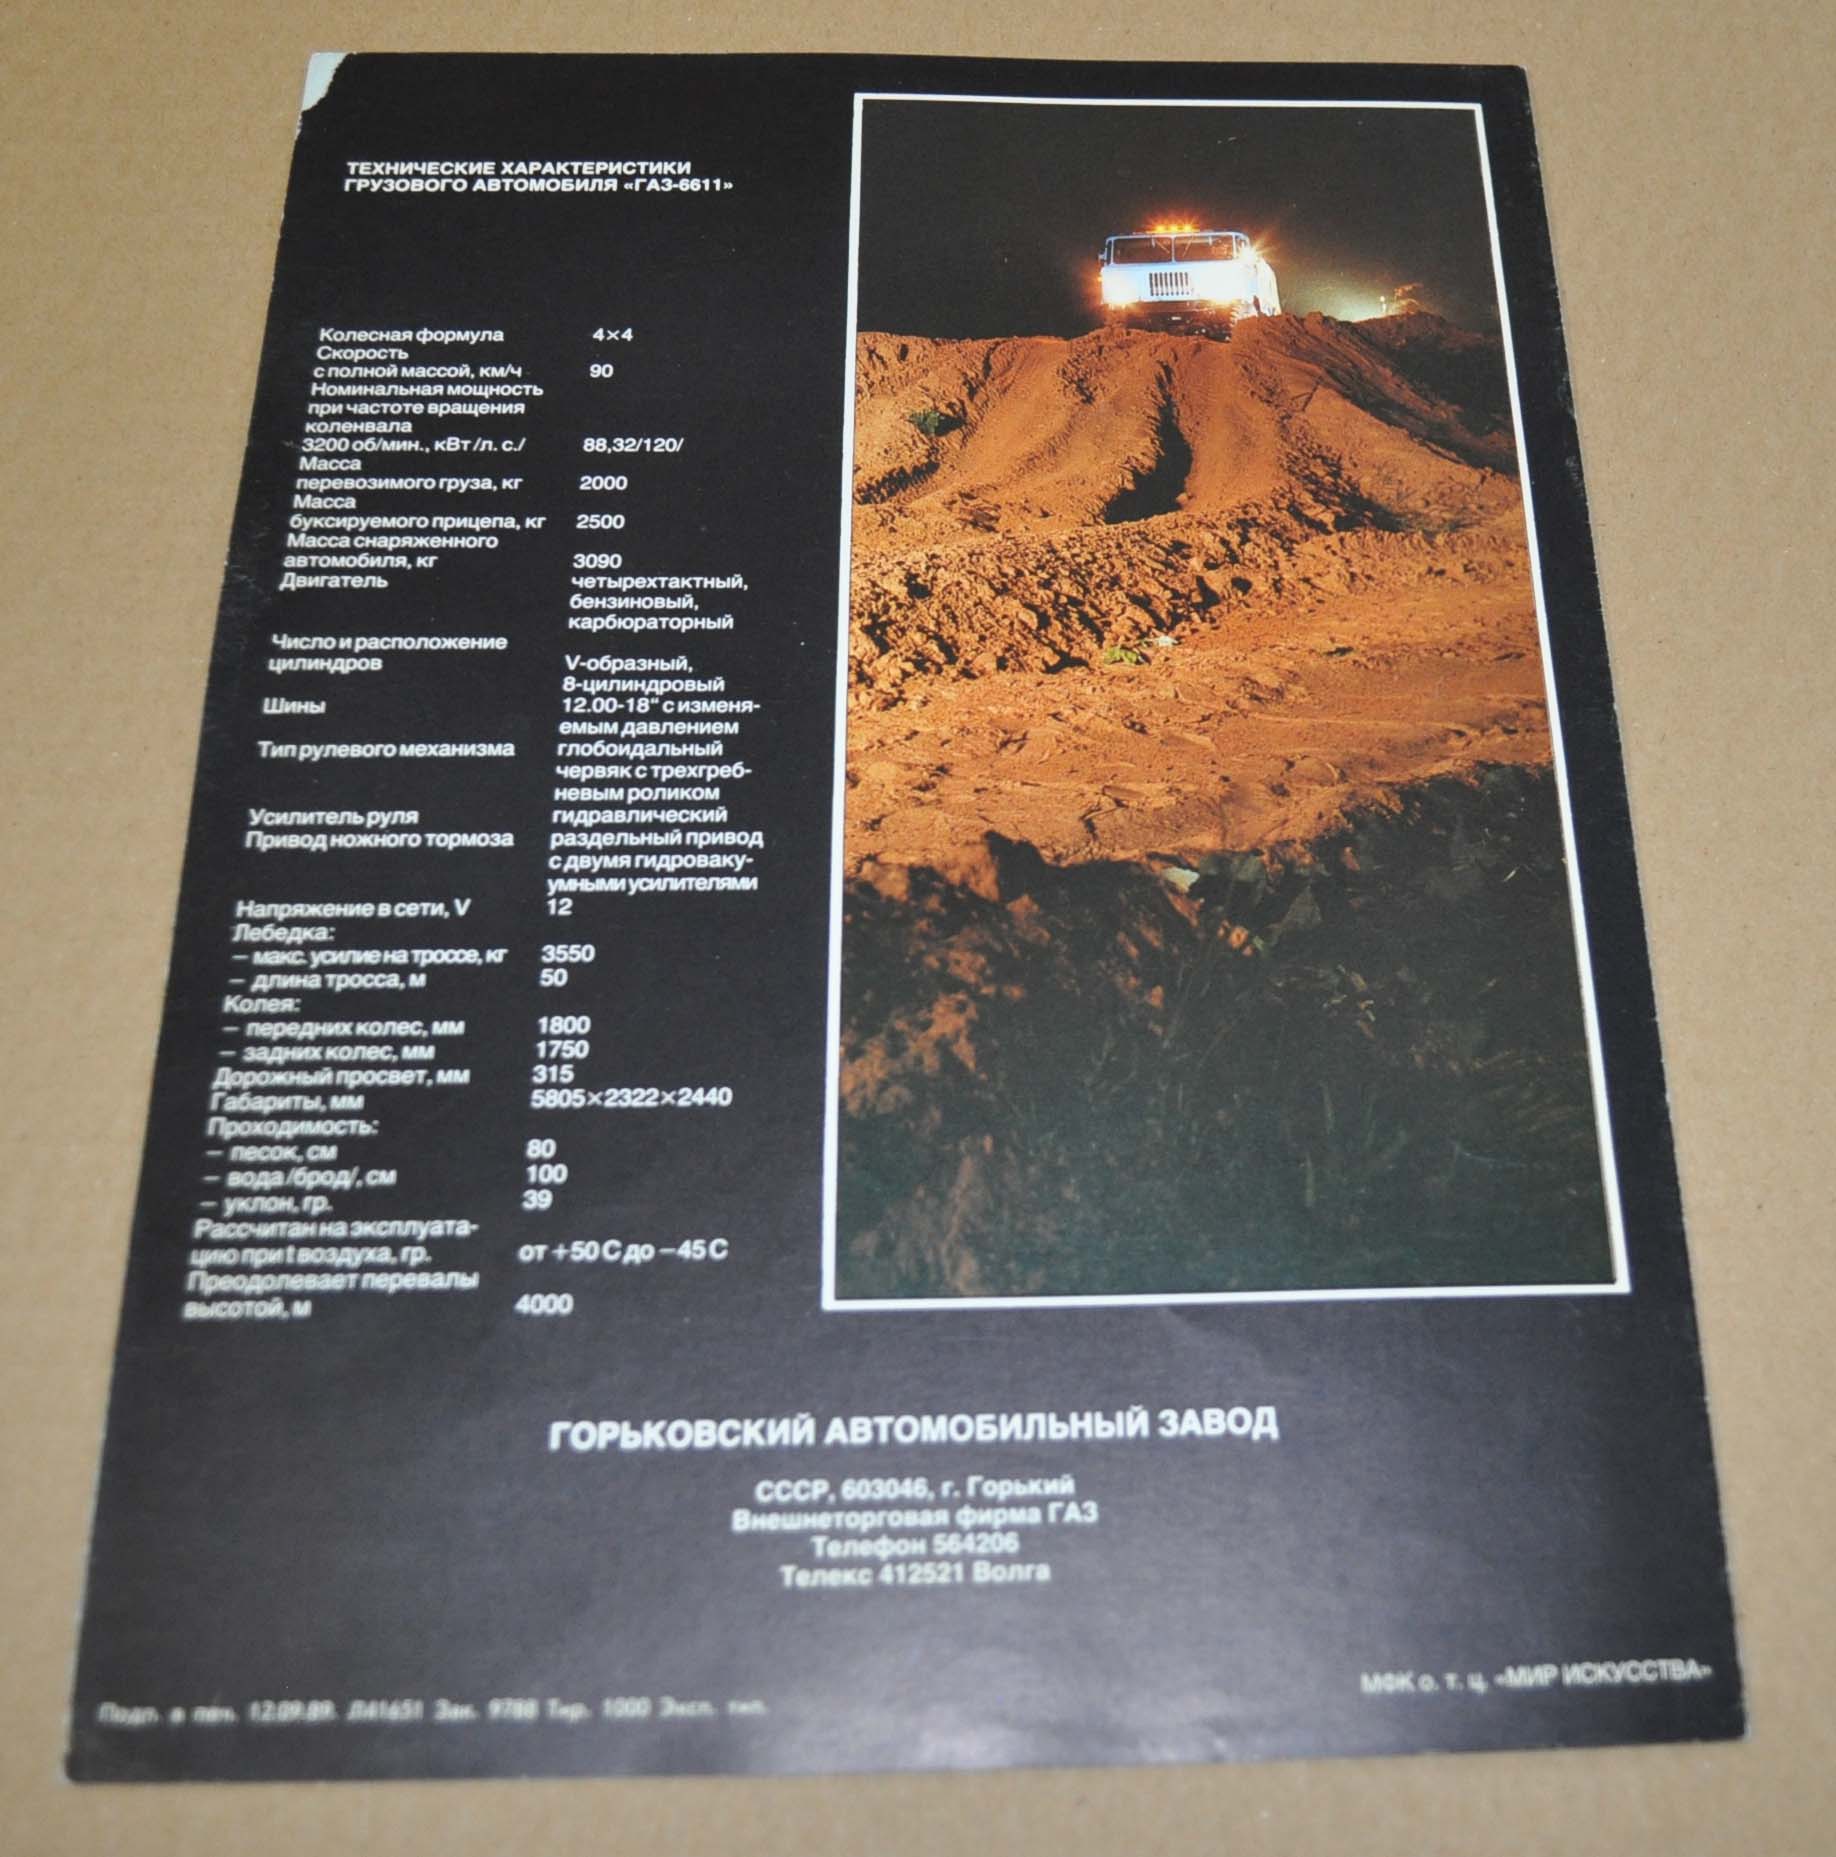 ТЕХНИЧЕСКИЕ ХАРАКТЕРИСТИКИ
ГРУЗОВОГО АВТОМОБИЛЯ «ГАЗ-6611»
Колесная формула 4×4
Скорость
с полной массой, км/ч 90
Номинальная мощность
при частоте вращения
коленвала
3200 об/мин., кВт/л. с./ 88,32/120/
Масса
перевозимого груза, кг 2000
Масса
буксируемого прицепа, кг 2500
Масса снаряженного
автомобиля, кг 3090
Двигатель четырехтактный,
бензиновый,
карбюраторный
Число и расположение
цилиндров V-образный,
8-цилиндровый
Шины 12.00-18“ с изменя-
емым давлением
Тип рулевого механизма глобоидальный
червяк с трехгреб-
невым роликом
Усилитель руля гидравлический
Привод ножного тормоза раздельный привод
с двумя гидроваку-
умными усилителями
Напряжение в сети, V 12
Лебедка:
– макс. усилие на троссе, кг 3550
– длина тросса, м 50
Колея:
– передних колес, мм 1800
– задних колес, мм 1750
Дорожный просвет, мм 315
Габариты, мм 5805×2322×2440
Проходимость:
– песок, см 80
– вода /брод/, см 100
– уклон, гр. 39
Рассчитан на эксплуата-
цию при t воздуха, гр. от +50 С до –45 С
Преодолевает перевалы
высотой, м 4000
ГОРЬКОВСКИЙ АВТОМОБИЛЬНЫЙ ЗАВОД
СССР, 603046, г. Горький
Внешнеторговая фирма ГАЗ
Телефон 564206
Телекс 412521 Волга
МФК о. т. ц. «МИР ИСКУССТВА»
Подп. в печ. 12.09.89. Л41651 Зак. 9788 Тир. 1000 Эксп. тип.